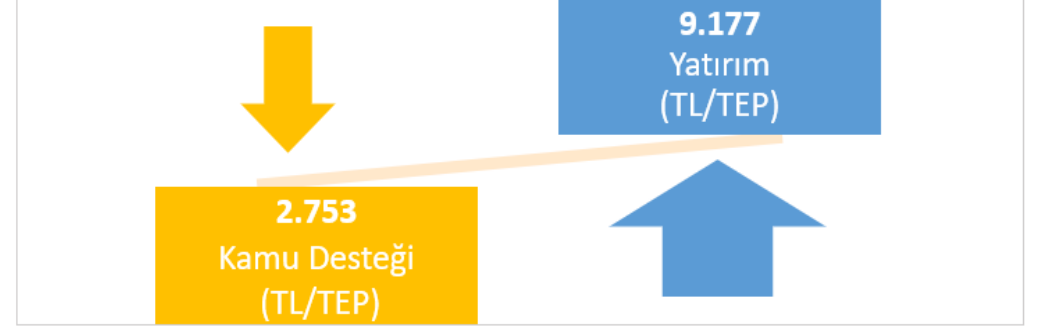 9.177
Yatırım
(TL/TEP)
2.753
Kamu Desteği
(TL/TEP)